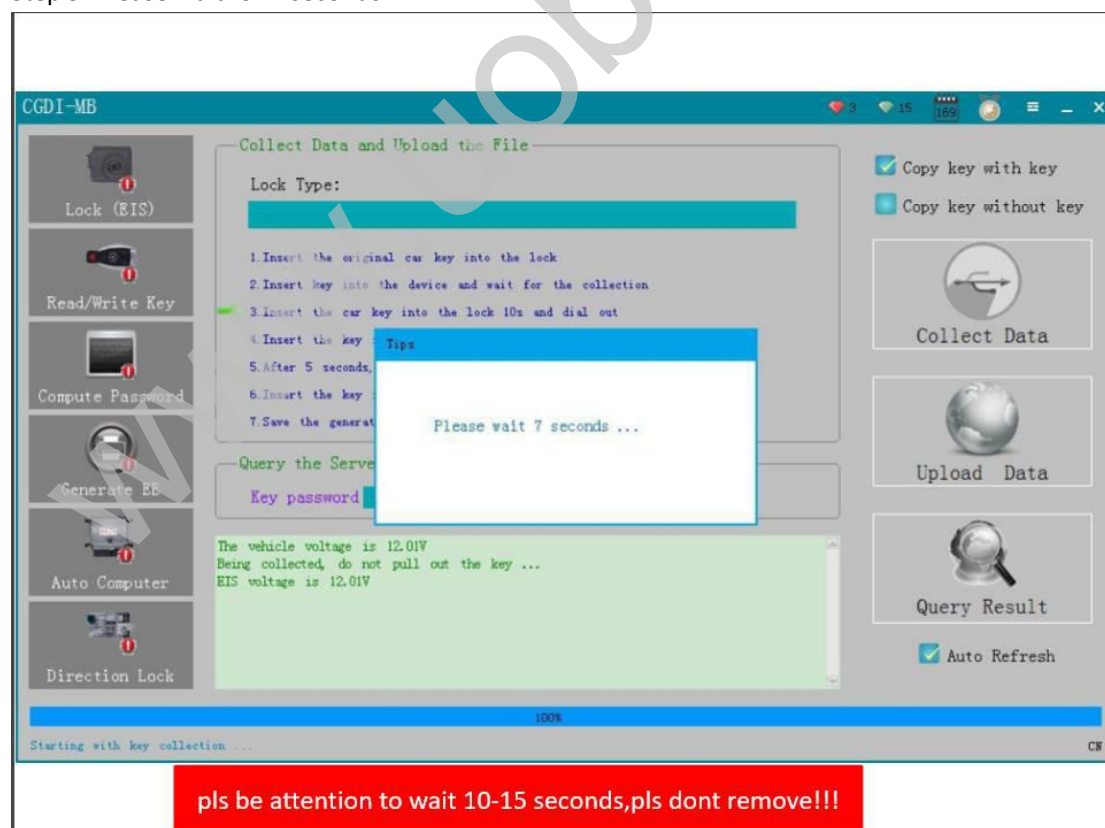 CGDI-MB
3
15
169
CN
Lock (EIS)
Read/Write Key
Compute Password
Generate EE
Auto Computer
Direction Lock
Collect Data and Upload the File
Lock Type:
1.Insert the original car key into the lock
2.Insert key into the device and wait for the collection
3.Insert the car key into the lock 10s and dial out
4.Insert the key
5.After 5 seconds,
6.Insert the key
7.Save the generat
Tips
Please wait 7 seconds ...
Query the Serve
Key password
The vehicle voltage is 12.01V
Being collected, do not pull out the key ...
EIS voltage is 12.01V
Copy key with key
Copy key without key
Collect Data
Upload Data
Query Result
Auto Refresh
100%
Starting with key collection ...
pls be attention to wait 10-15 seconds,pls dont remove!!!